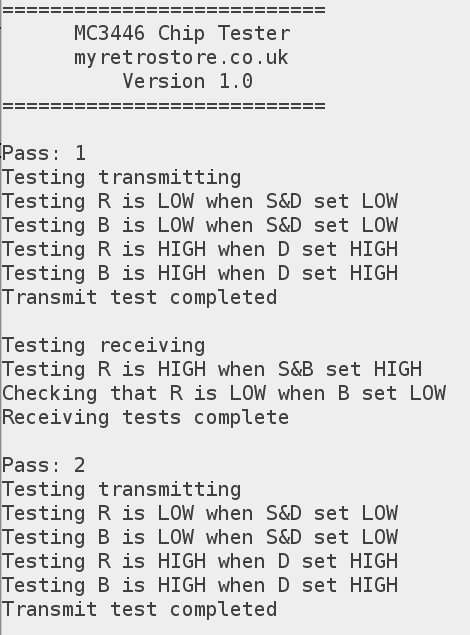 ===========================
MC3446 Chip Tester
myretrostore.co.uk
Version 1.0
===========================
Pass: 1
Testing transmitting
Testing R is LOW when S&D set LOW
Testing B is LOW when S&D set LOW
Testing R is HIGH when D set HIGH
Testing B is HIGH when D set HIGH
Transmit test completed
Testing receiving
Testing R is HIGH when S&B set HIGH
Checking that R is LOW when B set LOW
Receiving tests complete
Pass: 2
Testing transmitting
Testing R is LOW when S&D set LOW
Testing B is LOW when S&D set LOW
Testing R is HIGH when D set HIGH
Testing B is HIGH when D set HIGH
Transmit test completed